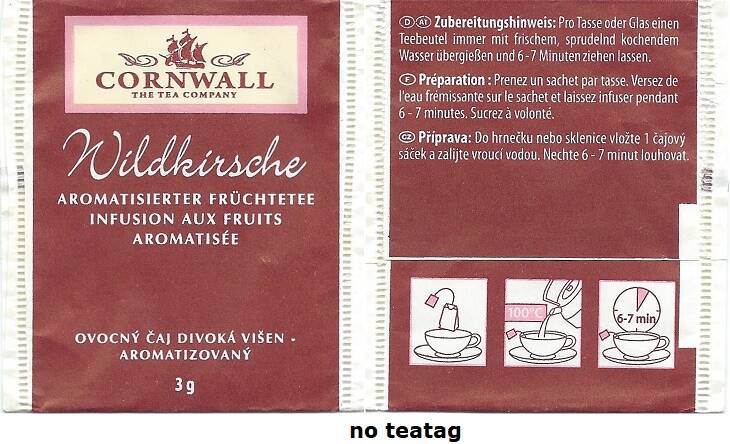 CORNWALL
THE TEA COMPANY
Wildkirsche
AROMATISIERTER FRÜCHTETEE
INFUSION AUX FRUITS
AROMATISÉE
OVOCNÝ ČAJ DIVOKÁ VIŠEN -
AROMATIZOVANÝ
3 g
D A Zubereitungshinweis: Pro Tasse oder Glas einen
Teebeutel immer mit frischem, sprudelnd kochendem
Wasser übergießen und 6 - 7 Minuten ziehen lassen.
F Préparation : Prenez un sachet par tasse. Versez de
l'eau frémissante sur le sachet et laissez infuser pendant
6 - 7 minutes. Sucrez à volonté.
CZ Příprava: Do hrnečku nebo sklenice vložte 1 čajový
sáček a zalijte vroucí vodou. Nechte 6 - 7 minut louhovat.
100°C
6-7 min
no teatag